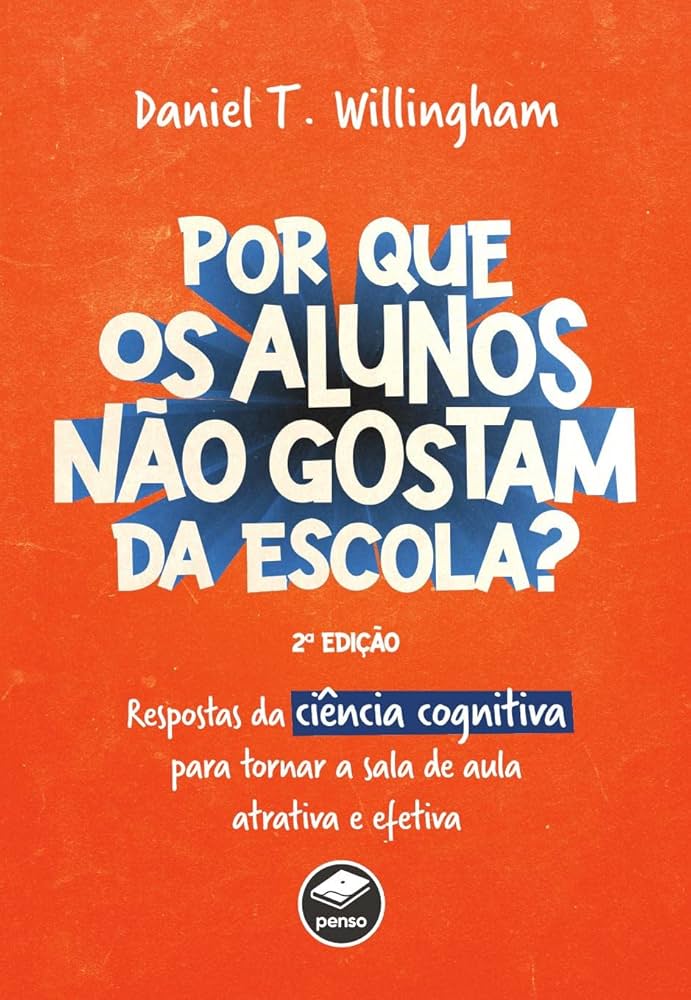 Daniel T. Willingham
POR QUE
OS ALUNOS
NÃO GOSTAM
DA ESCOLA?
2ª EDIÇÃO
Respostas da ciência cognitiva
para tornar a sala de aula
atrativa e efetiva
penso